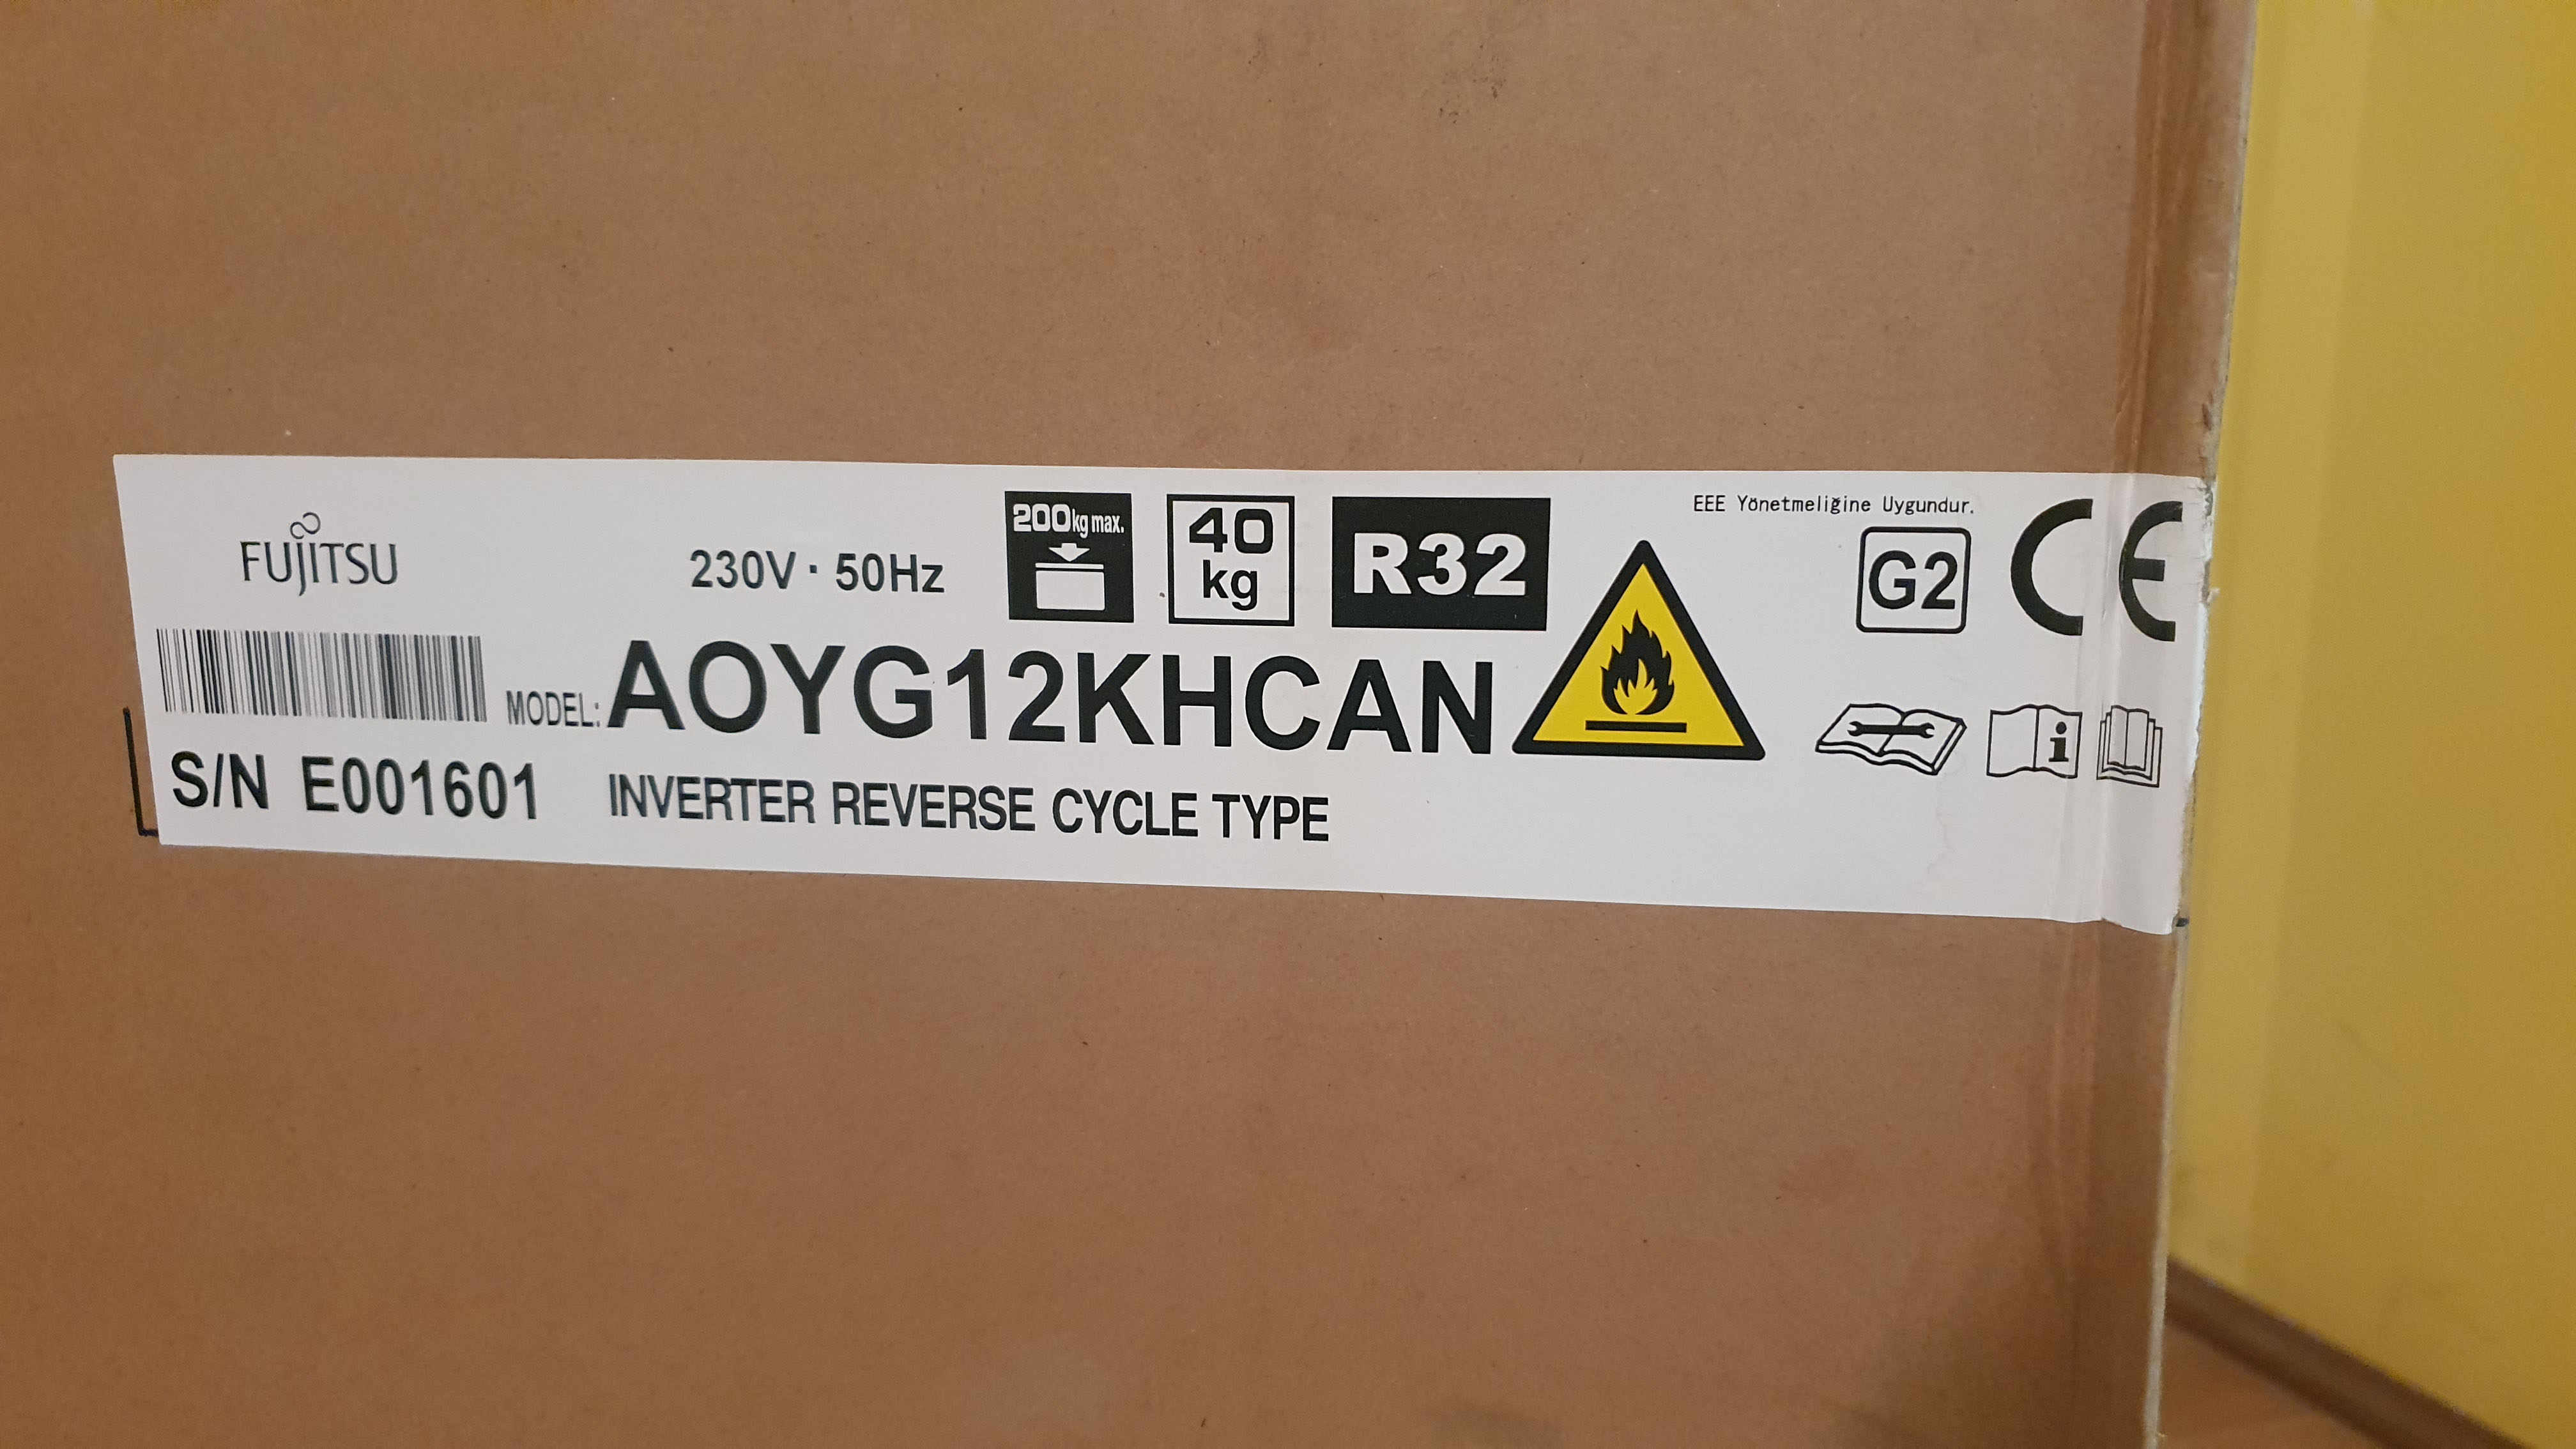 FUJITSU
230V · 50Hz
200kg max.
40
kg
R32
EEE Yönetmeliğine Uygundur.
G2
CE
MODEL: AOYG12KHCAN
S/N E001601
INVERTER REVERSE CYCLE TYPE